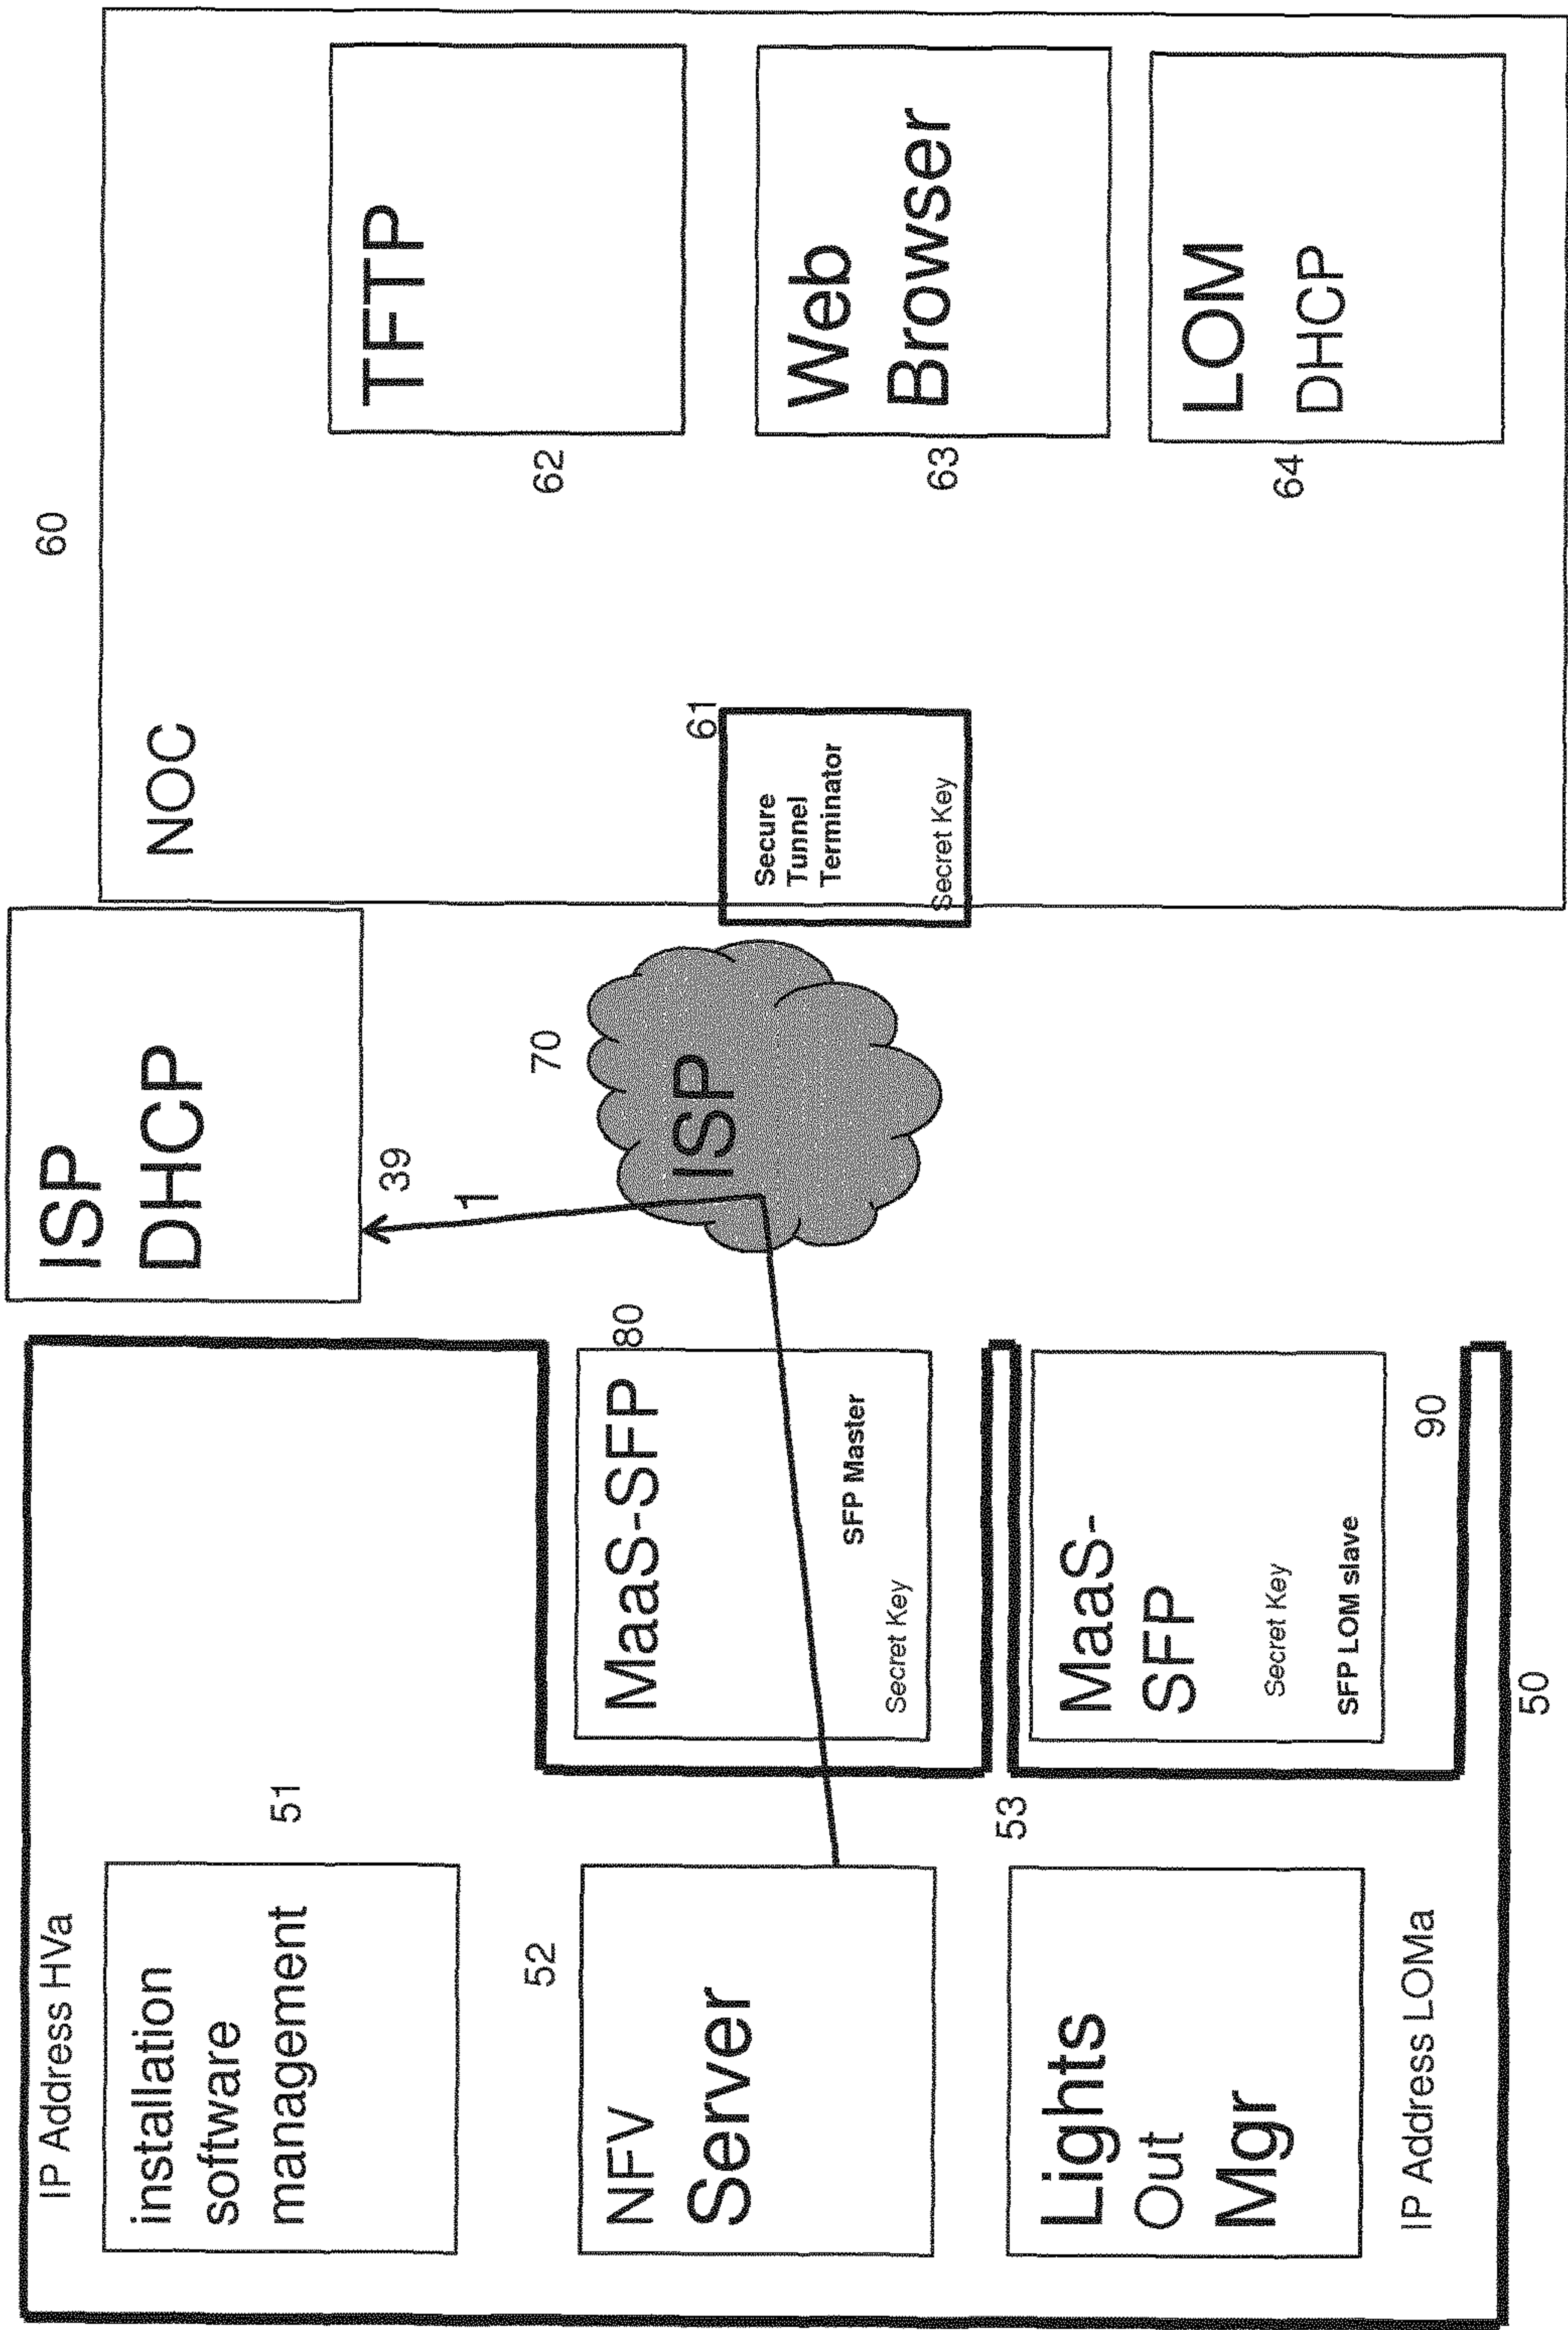 IP Address HVa
installation
software
management
51
52
NFV
Server
53
Lights
Out
Mgr
IP Address LOMa
50
MaaS-SFP
80
SFP Master
Secret Key
MaaS-
SFP
Secret Key
SFP LOM slave
90
ISP
DHCP
39
1
70
ISP
60
NOC
61
Secure
Tunnel
Terminator
Secret Key
TFTP
62
Web
Browser
63
LOM
DHCP
64